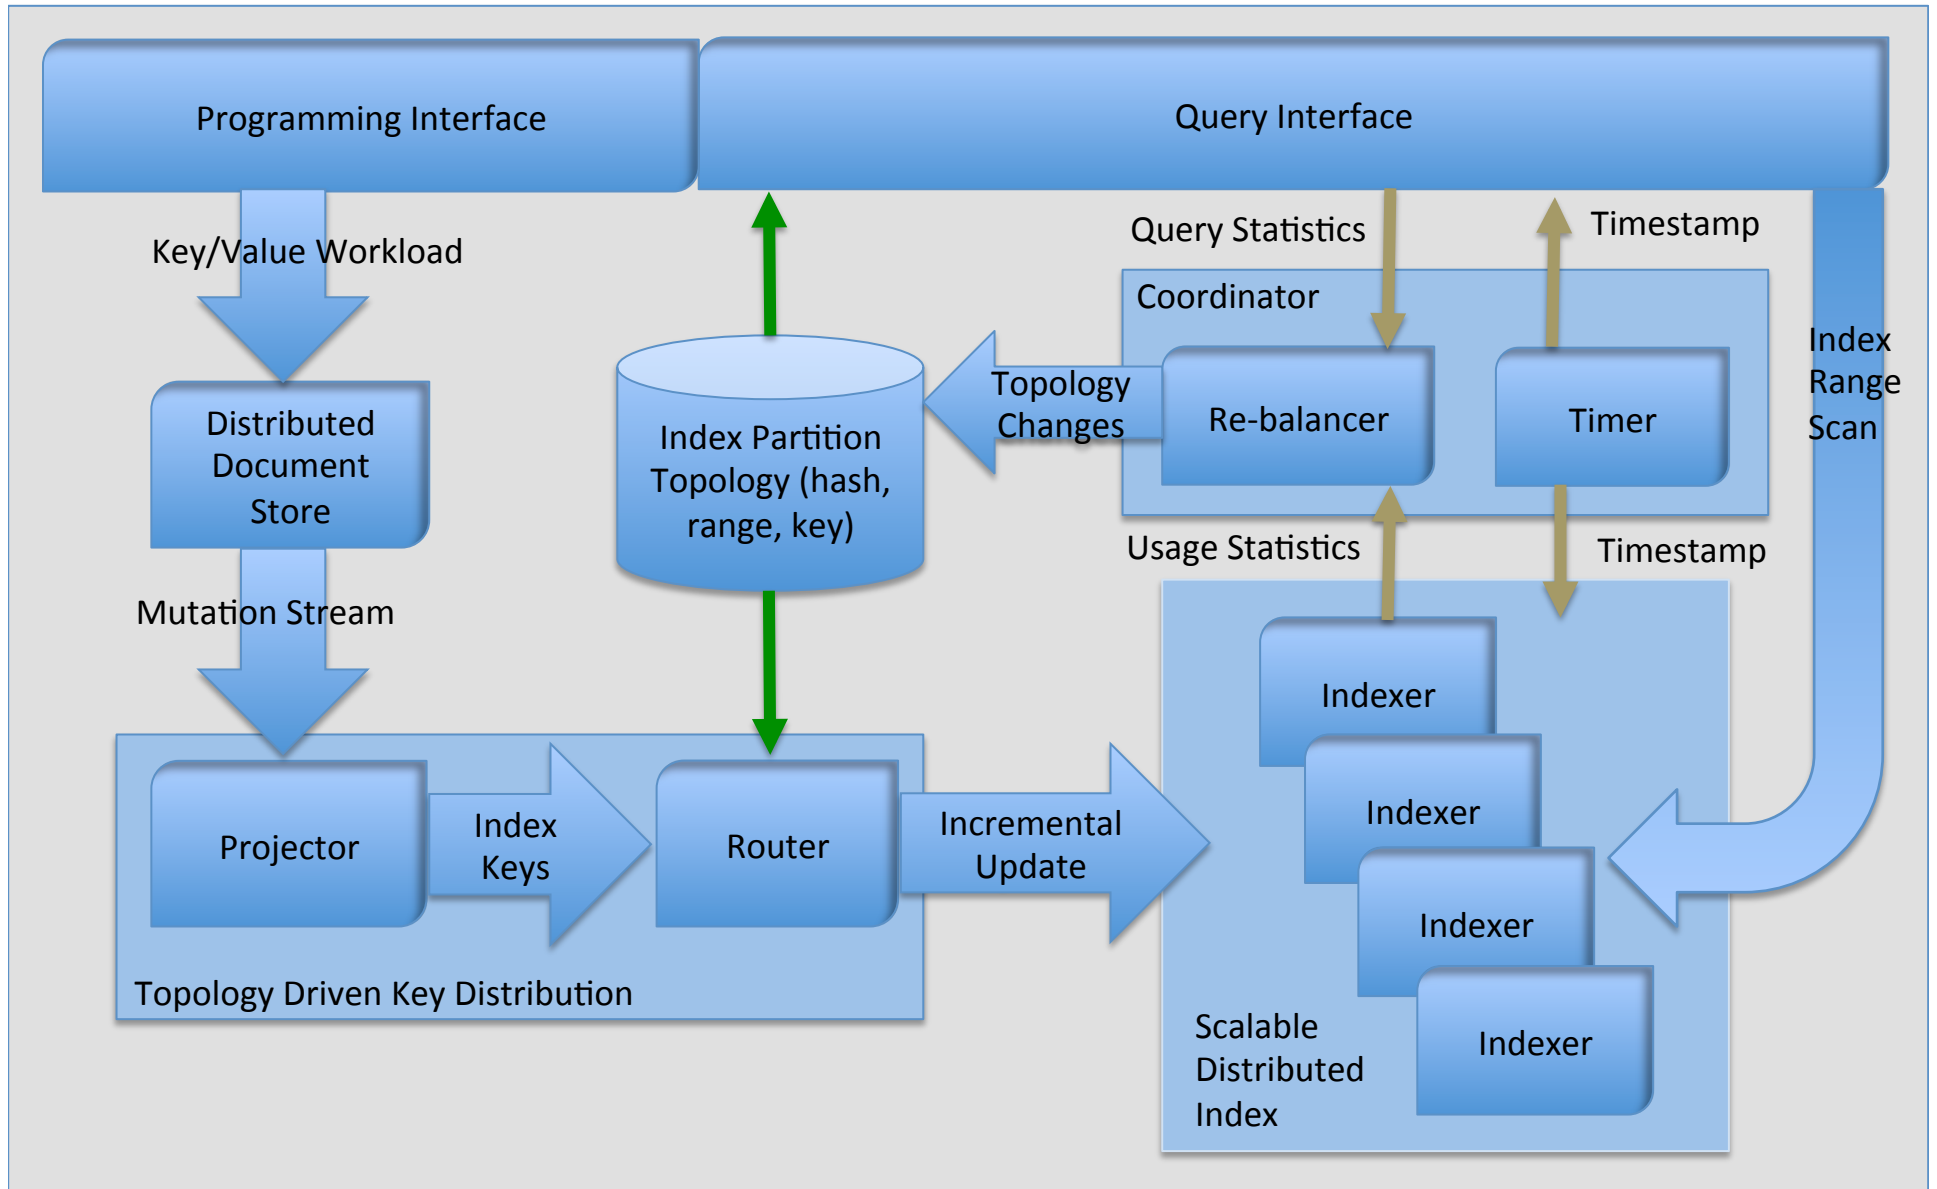 Programming Interface
Query Interface
Key/Value Workload
Query Statistics
Timestamp
Coordinator
Index
Range
Scan
Distributed
Document
Store
Index Partition
Topology (hash,
range, key)
Topology
Changes
Re-balancer
Timer
Usage Statistics
Timestamp
Mutation Stream
Projector
Index
Keys
Router
Incremental
Update
Indexer
Indexer
Indexer
Indexer
Topology Driven Key Distribution
Scalable
Distributed
Index